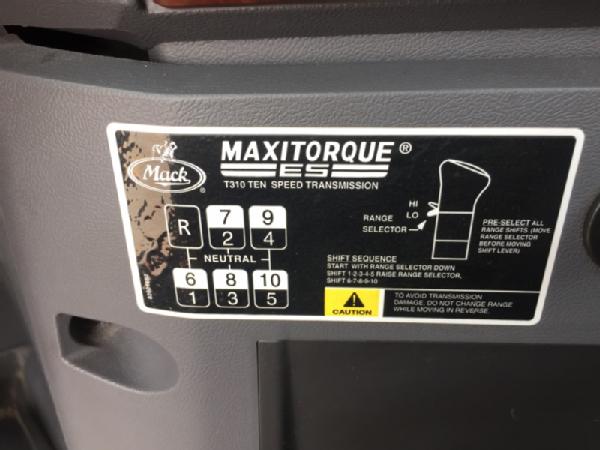 Mack
MAXITORQUE®
ES
T310 TEN SPEED TRANSMISSION
R 7 9
2 4
NEUTRAL
6 8 10
1 3 5
HI
LO
RANGE
SELECTOR
PRE-SELECT ALL
RANGE SHIFTS. (MOVE
RANGE SELECTOR
BEFORE MOVING
SHIFT LEVER)
SHIFT SEQUENCE
START WITH RANGE SELECTOR DOWN
SHIFT 1-2-3-4-5 RAISE RANGE SELECTOR,
SHIFT 6-7-8-9-10
CAUTION
TO AVOID TRANSMISSION
DAMAGE, DO NOT CHANGE RANGE
WHILE MOVING IN REVERSE.